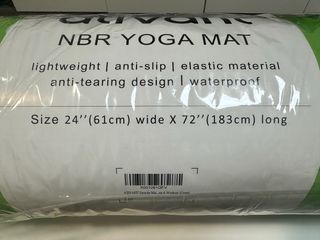 ativafit
NBR YOGA MAT
lightweight | anti-slip | elastic material
anti-tearing design | waterproof
Size 24''(61cm) wide X 72''(183cm) long